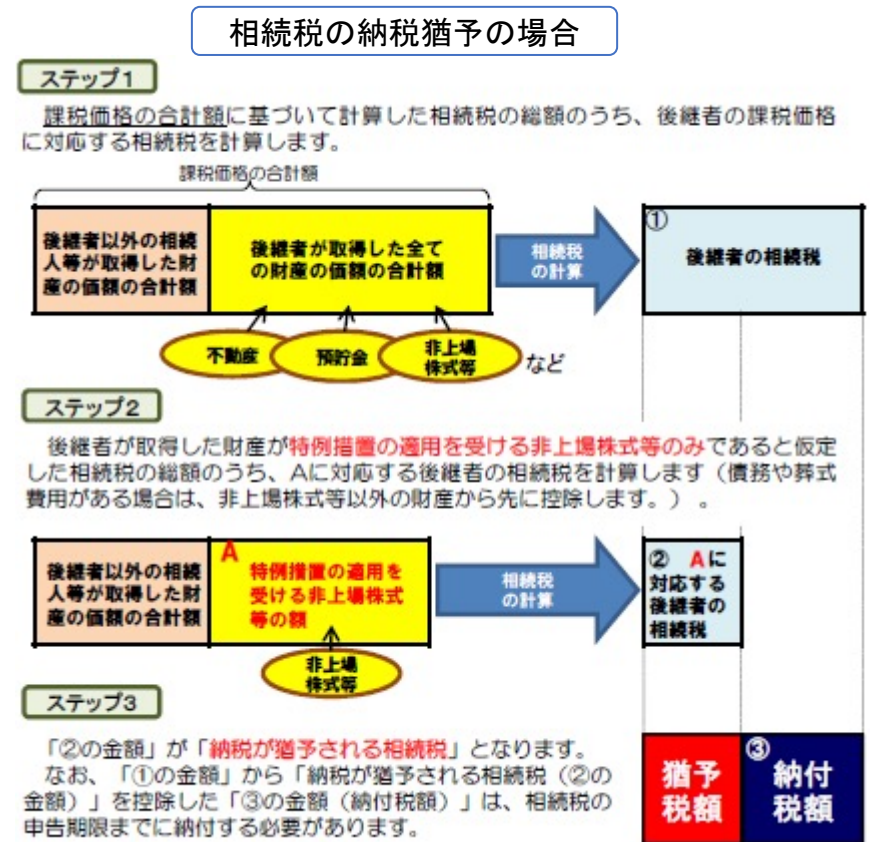 相続税の納税猶予の場合
ステップ1
課税価格の合計額に基づいて計算した相続税の総額のうち、後継者の課税価格
に対応する相続税を計算します。
課税価格の合計額
後継者以外の相続
人等が取得した財
産の価額の合計額
後継者が取得した全て
の財産の価額の合計額
相続税
の計算
①
後継者の相続税
不動産
預貯金
非上場
株式等
など
ステップ2
後継者が取得した財産が特例措置の適用を受ける非上場株式等のみであると仮定
した相続税の総額のうち、Aに対応する後継者の相続税を計算します（債務や葬式
費用がある場合は、非上場株式等以外の財産から先に控除します。）。
後継者以外の相続
人等が取得した財
産の価額の合計額
A
特例措置の適用を
受ける非上場株式
等の額
相続税
の計算
② Aに
対応する
後継者の
相続税
非上場
株式等
ステップ3
「②の金額」が「納税が猶予される相続税」となります。
なお、「①の金額」から「納税が猶予される相続税（②の
金額）」を控除した「③の金額（納付税額）」は、相続税の
申告期限までに納付する必要があります。
猶予
税額
③
納付
税額